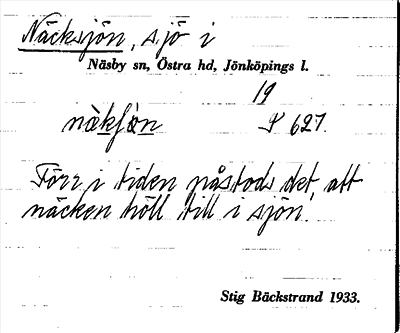 Näcksjön, sjö i
Näsby sn, Östra hd, Jönköpings l.
19
627.
Förr i tiden påstods det, att
näcken höll till i sjön.
Stig Bäckstrand 1933.